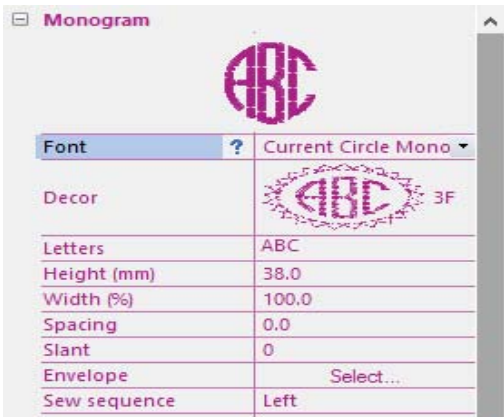 Monogram
ABC
Font ? Current Circle Mono
Decor ABC 3F
Letters ABC
Height (mm) 38.0
Width (%) 100.0
Spacing 0.0
Slant 0
Envelope Select...
Sew sequence Left